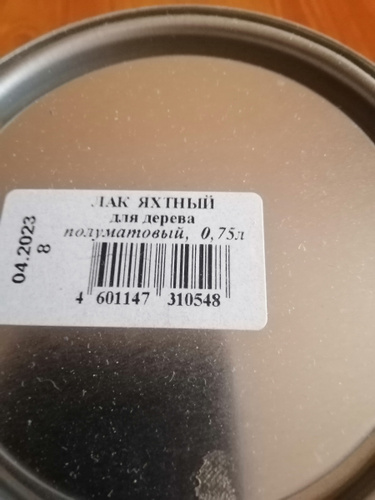 ЛАК ЯХТНЫЙ
для дерева
полуматовый, 0,75л
4 601147 310548
04.2023
8